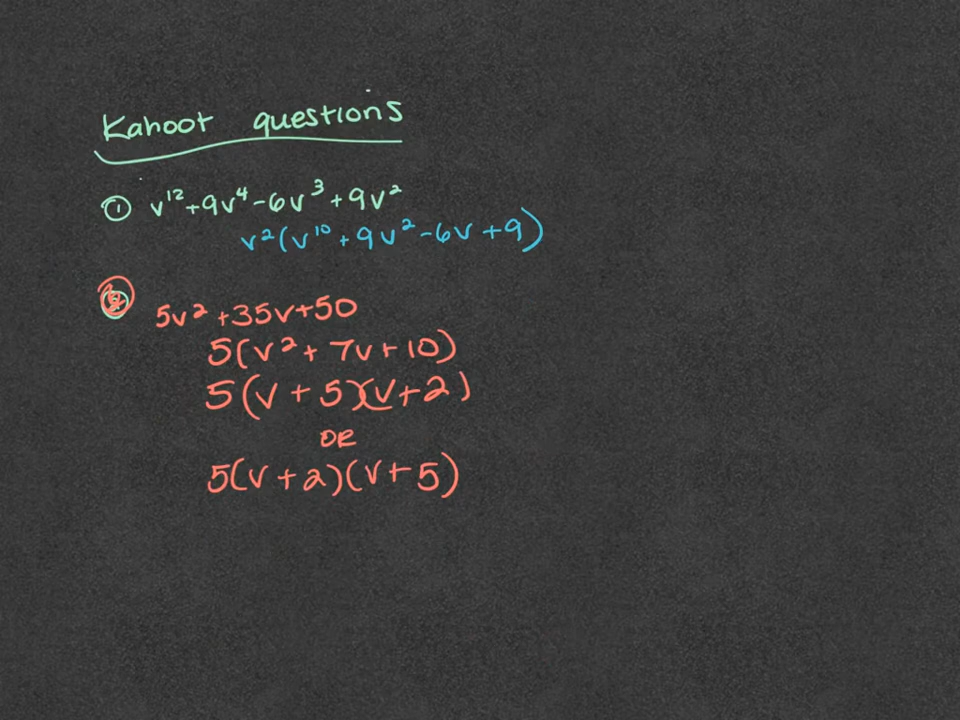 Kahoot questions
① v¹²+9v⁴-6v³+9v²
v²(v¹⁰+9v²-6v+9)
5v²+35v+50
5(v²+7v+10)
5(v+5)(v+2)
OR
5(v+2)(v+5)